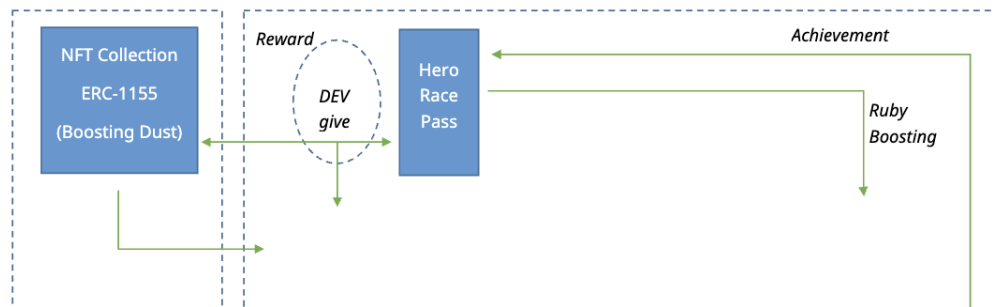 NFT Collection
ERC-1155
(Boosting Dust)
Reward
DEV
give
Hero
Race
Pass
Achievement
Ruby
Boosting